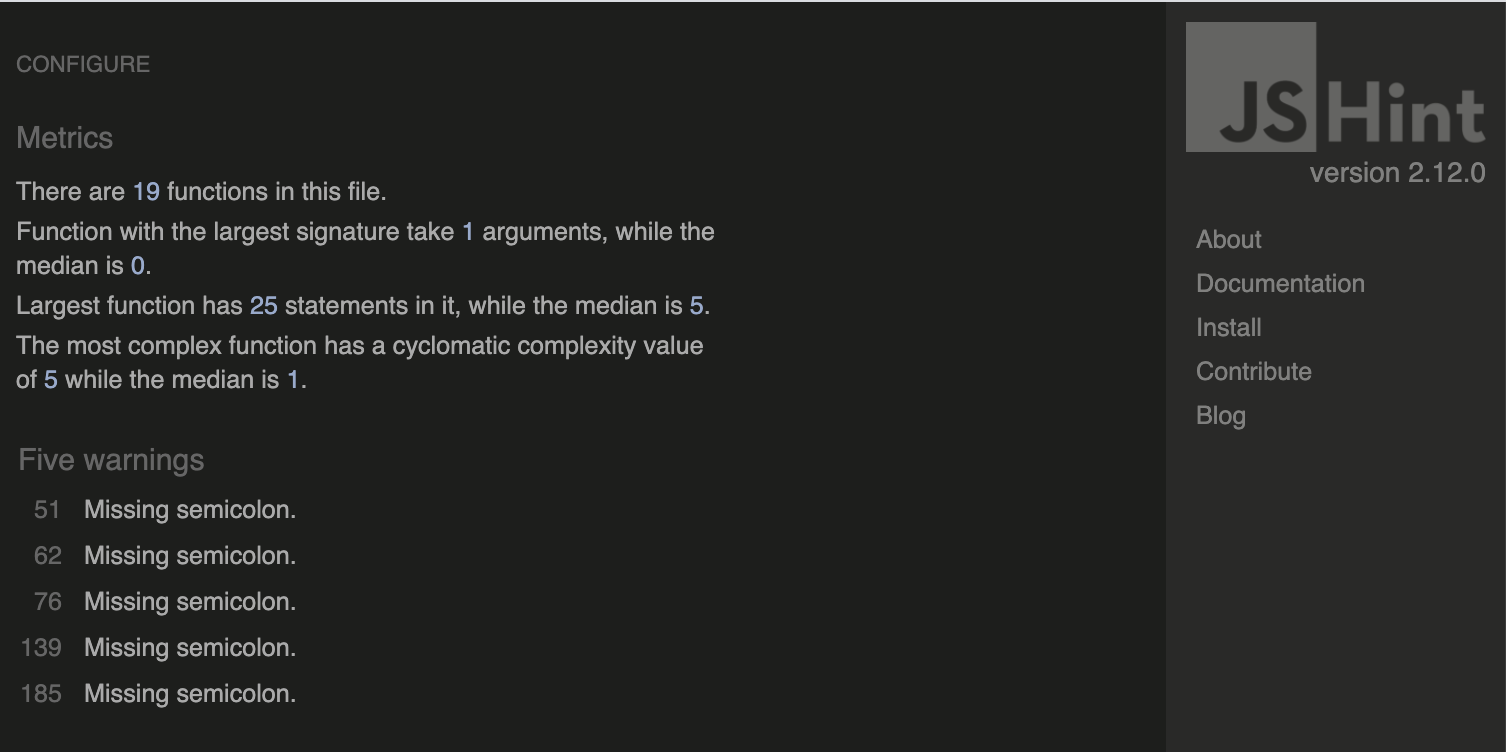 CONFIGURE
Metrics
There are 19 functions in this file.
Function with the largest signature take 1 arguments, while the
median is 0.
Largest function has 25 statements in it, while the median is 5.
The most complex function has a cyclomatic complexity value
of 5 while the median is 1.
Five warnings
51 Missing semicolon.
62 Missing semicolon.
76 Missing semicolon.
139 Missing semicolon.
185 Missing semicolon.
JSHint
version 2.12.0
About
Documentation
Install
Contribute
Blog